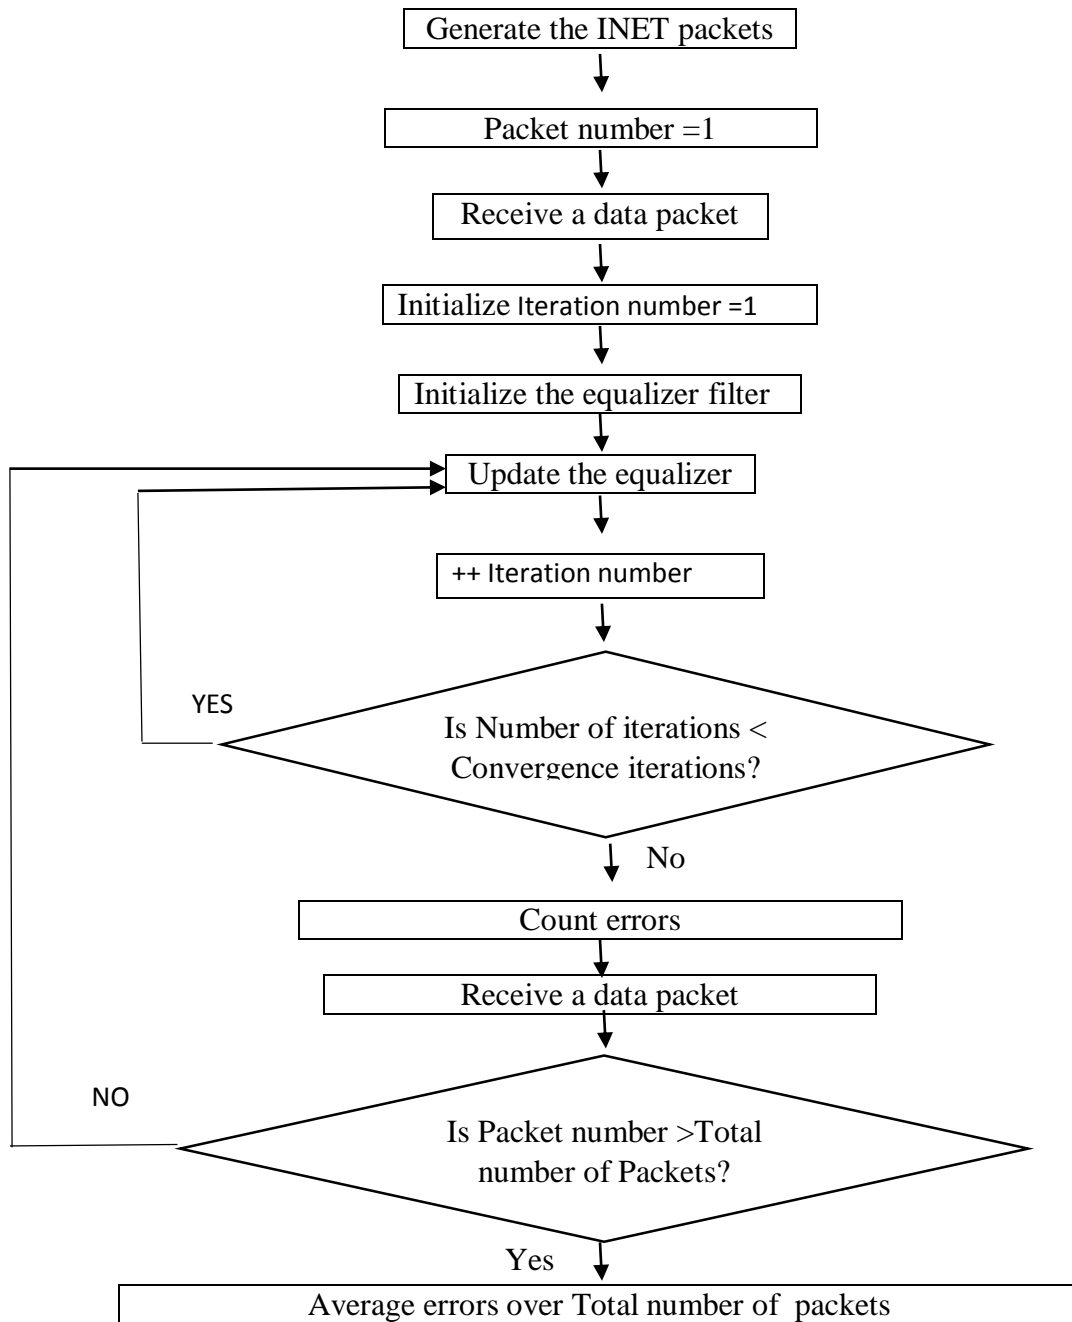 Generate the INET packets
Packet number =1
Receive a data packet
Initialize Iteration number =1
Initialize the equalizer filter
Update the equalizer
++ Iteration number
YES
Is Number of iterations <
Convergence iterations?
No
Count errors
Receive a data packet
NO
Is Packet number >Total
number of Packets?
Yes
Average errors over Total number of packets